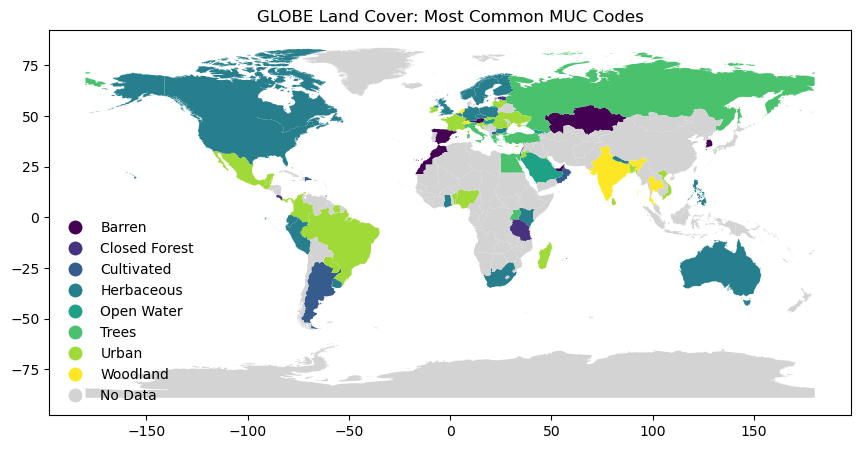 GLOBE Land Cover: Most Common MUC Codes
75
50
25
0
−25
−50
−75
Barren
Closed Forest
Cultivated
Herbaceous
Open Water
Trees
Urban
Woodland
No Data
−150
−100
−50
0
50
100
150